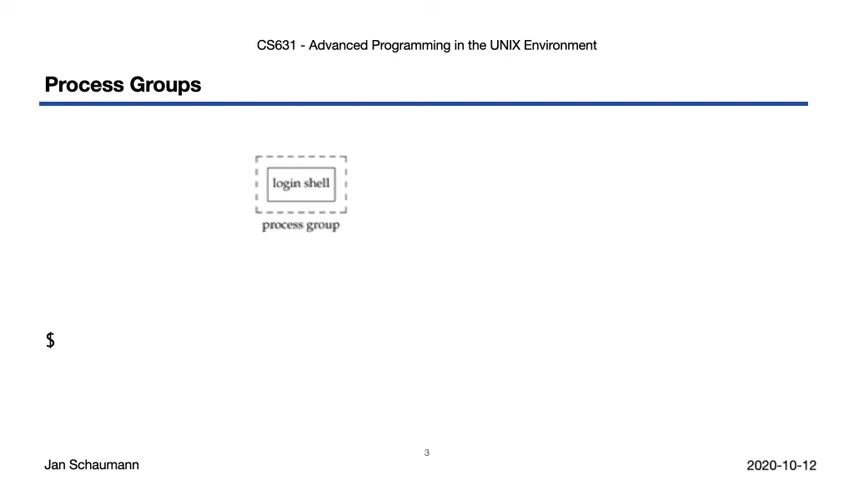 CS631 - Advanced Programming in the UNIX Environment
Process Groups
login shell
process group
$
3
Jan Schaumann
2020-10-12